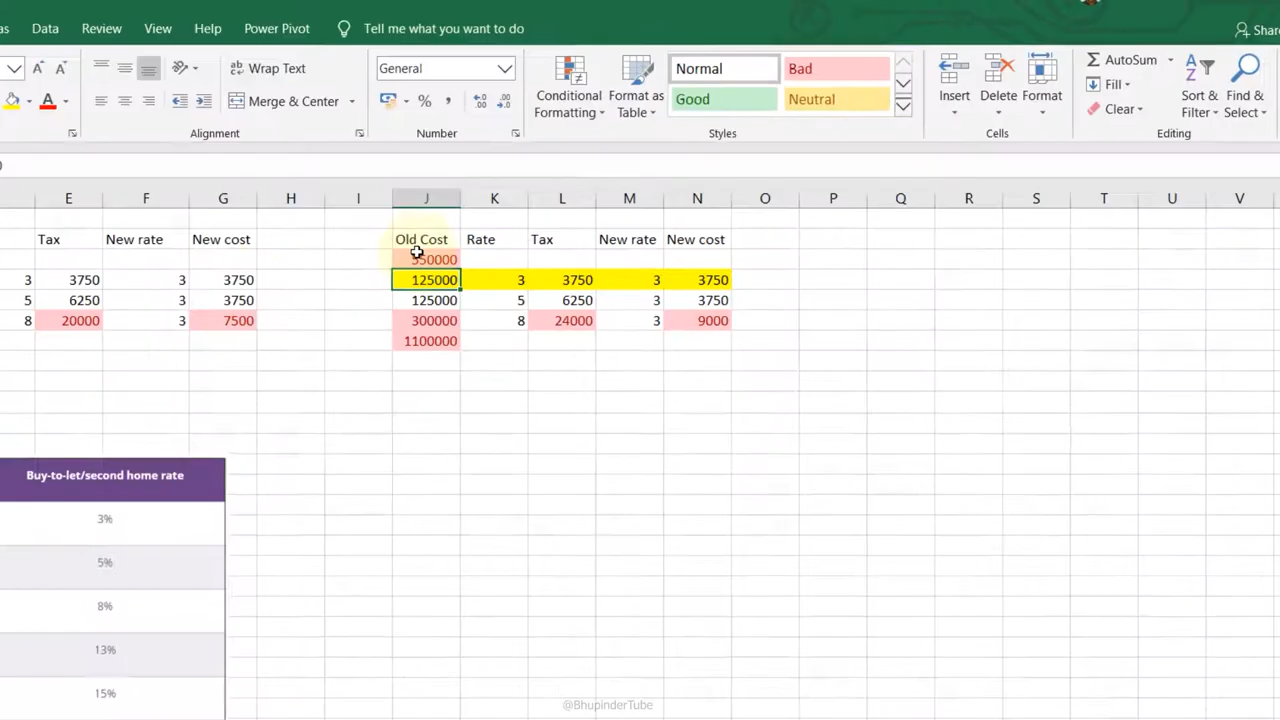 as Data Review View Help Power Pivot Tell me what you want to do Share
Wrap Text General Normal Bad AutoSum
Merge & Center % , Conditional Formatting Format as Table Good Neutral Insert Delete Format Fill Sort & Filter Find & Select
Clear
Alignment Number Styles Cells Editing
0
E F G H I J K L M N O P Q R S T U V
Tax New rate New cost Old Cost Rate Tax New rate New cost
550000
3 3750 3 3750 125000 3 3750 3 3750
5 6250 3 3750 125000 5 6250 3 3750
8 20000 3 7500 300000 8 24000 3 9000
1100000
Buy-to-let/second home rate
3%
5%
8%
13%
15%
@BhupinderTube